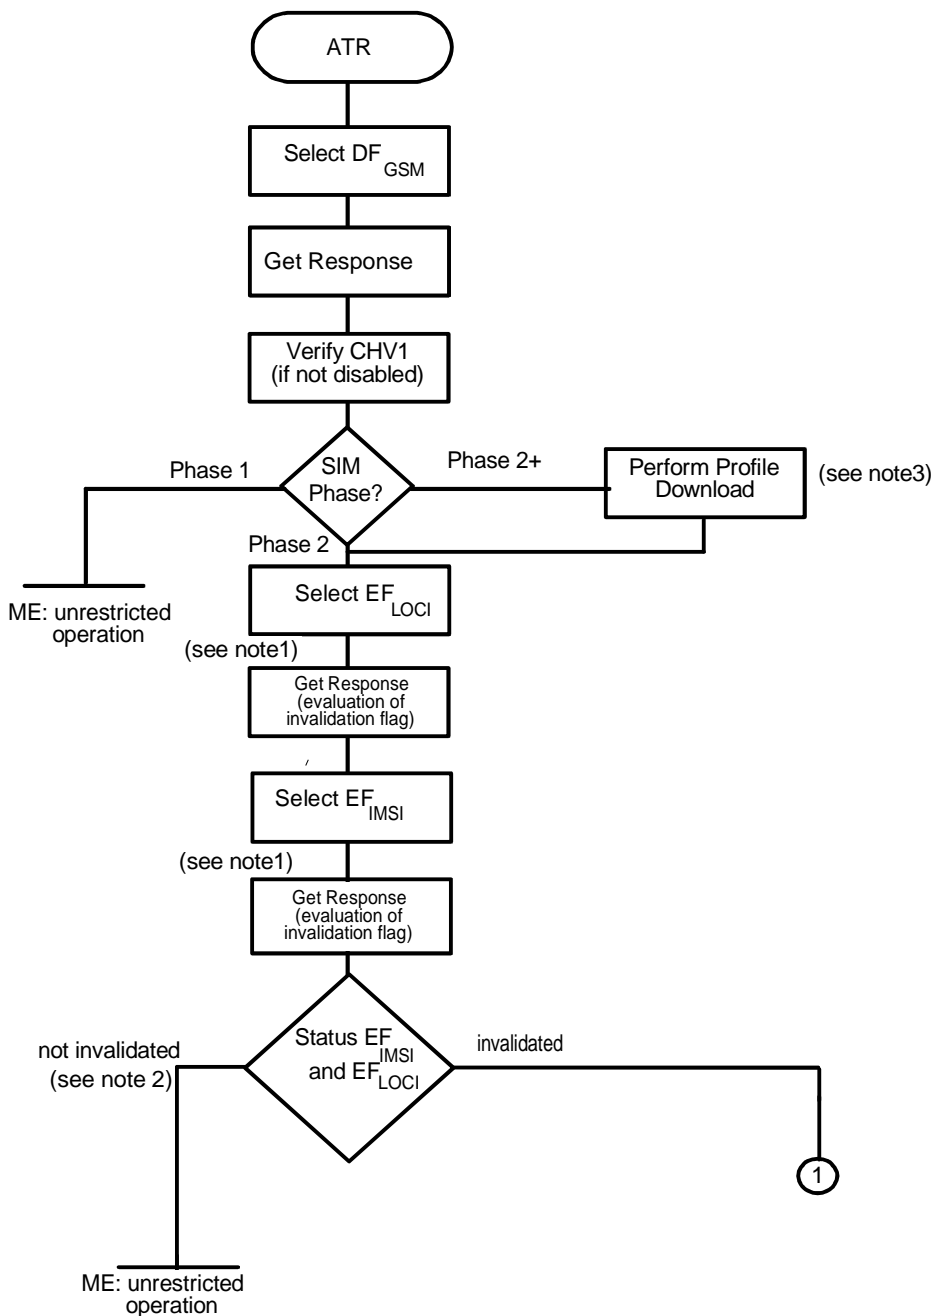 ATR
Select DF GSM
Get Response
Verify CHV1
(if not disabled)
Phase 1
SIM
Phase?
Phase 2+
Perform Profile
Download
(see note3)
Phase 2
Select EF LOCI
ME: unrestricted
operation
(see note1)
Get Response
(evaluation of
invalidation flag)
Select EF IMSI
(see note1)
Get Response
(evaluation of
invalidation flag)
Status EF IMSI
and EF LOCI
not invalidated
(see note 2)
invalidated
1
ME: unrestricted
operation